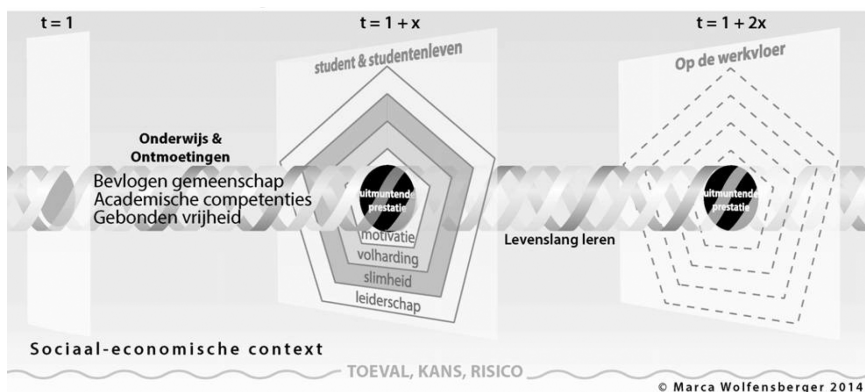 t = 1
t = 1 + x
t = 1 + 2x
student & studentenleven
Op de werkvloer
Onderwijs &
Ontmoetingen
Bevlogen gemeenschap
Academische competenties
Gebonden vrijheid
uitmuntende
prestatie
motivatie
volharding
slimheid
leiderschap
uitmuntende
prestatie
Levenslang leren
Sociaal-economische context
TOEVAL, KANS, RISICO
© Marca Wolfensberger 2014